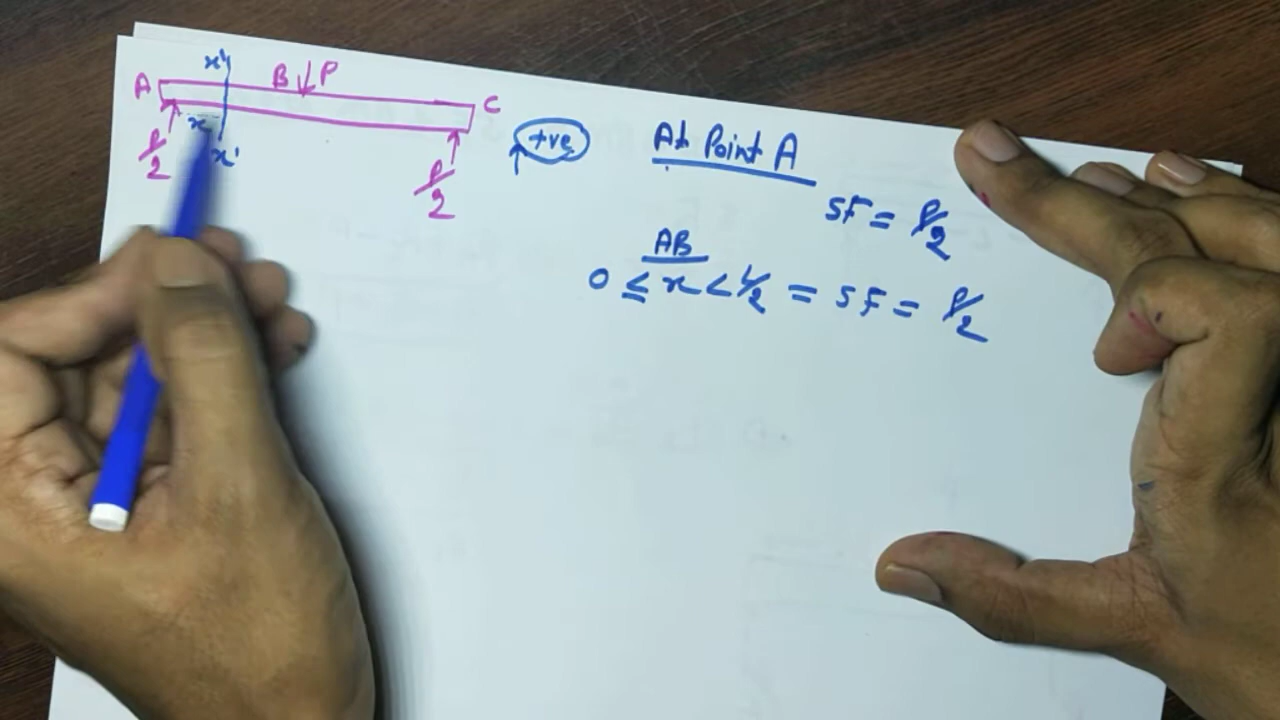 x'
A B ↓ P C
x
P/2 x' P/2
+ve
At Point A
SF = P/2
AB
0 ≤ x < L/2 = SF = P/2